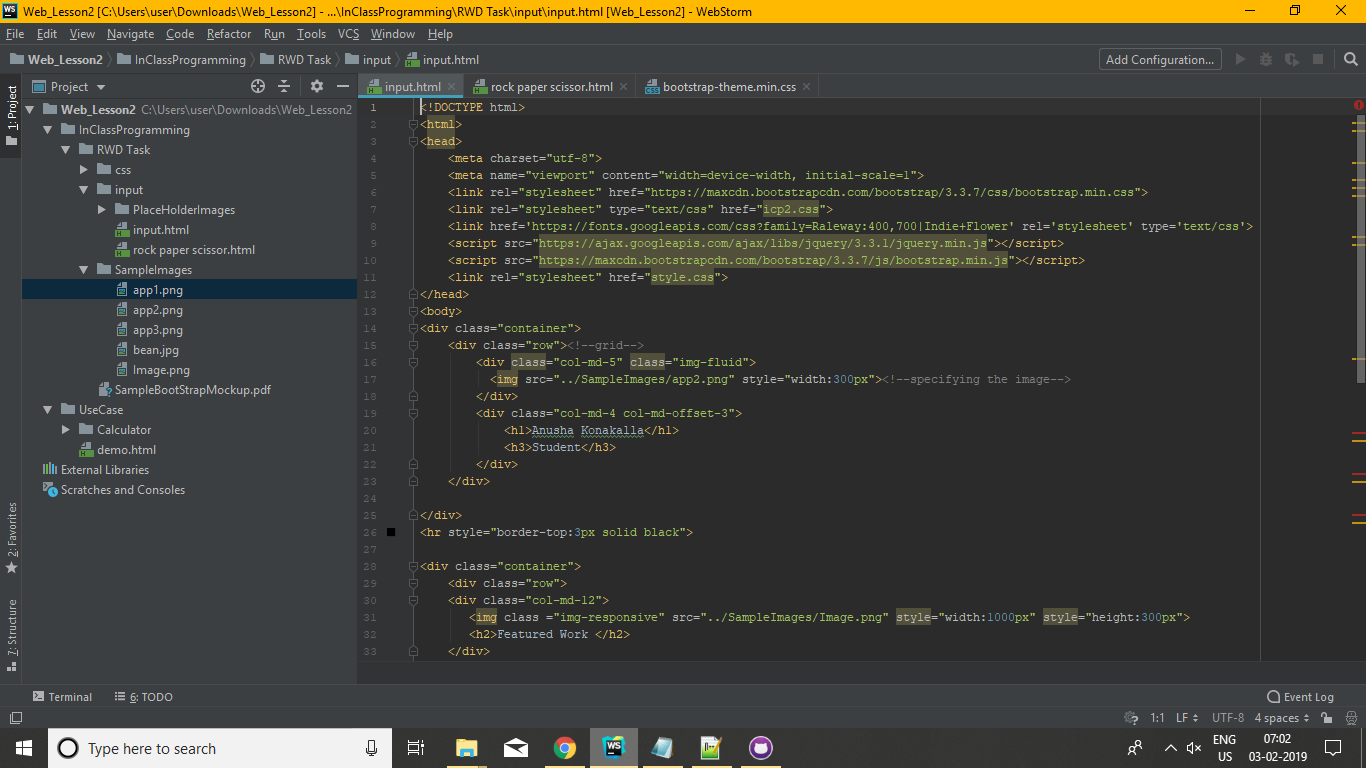 Web_Lesson2 [C:\Users\user\Downloads\Web_Lesson2] - ...\InClassProgramming\RWD Task\input\input.html [Web_Lesson2] - WebStorm
File Edit View Navigate Code Refactor Run Tools VCS Window Help
Web_Lesson2 InClassProgramming RWD Task input input.html Add Configuration...
1: Project
Project
input.html rock paper scissor.html bootstrap-theme.min.css
Web_Lesson2 C:\Users\user\Downloads\Web_Lesson2
InClassProgramming
RWD Task
css
input
PlaceHolderImages
input.html
rock paper scissor.html
SampleImages
app1.png
app2.png
app3.png
bean.jpg
Image.png
SampleBootStrapMockup.pdf
UseCase
Calculator
demo.html
External Libraries
Scratches and Consoles
2: Favorites
7: Structure
1 <!DOCTYPE html>
2 <html>
3 <head>
4 <meta charset="utf-8">
5 <meta name="viewport" content="width=device-width, initial-scale=1">
6 <link rel="stylesheet" href="https://maxcdn.bootstrapcdn.com/bootstrap/3.3.7/css/bootstrap.min.css">
7 <link rel="stylesheet" type="text/css" href="icp2.css">
8 <link href='https://fonts.googleapis.com/css?family=Raleway:400,700|Indie+Flower' rel='stylesheet' type='text/css'>
9 <script src="https://ajax.googleapis.com/ajax/libs/jquery/3.3.1/jquery.min.js"></script>
10 <script src="https://maxcdn.bootstrapcdn.com/bootstrap/3.3.7/js/bootstrap.min.js"></script>
11 <link rel="stylesheet" href="style.css">
12 </head>
13 <body>
14 <div class="container">
15 <div class="row"><!--grid-->
16 <div class="col-md-5" class="img-fluid">
17 <img src="../SampleImages/app2.png" style="width:300px"><!--specifying the image-->
18 </div>
19 <div class="col-md-4 col-md-offset-3">
20 <h1>Anusha Konakalla</h1>
21 <h3>Student</h3>
22 </div>
23 </div>
24
25 </div>
26 <hr style="border-top:3px solid black">
27
28 <div class="container">
29 <div class="row">
30 <div class="col-md-12">
31 <img class ="img-responsive" src="../SampleImages/Image.png" style="width:1000px" style="height:300px">
32 <h2>Featured Work </h2>
33 </div>
Terminal 6: TODO Event Log
1:1 LF UTF-8 4 spaces
Type here to search
ENG
US
07:02
03-02-2019